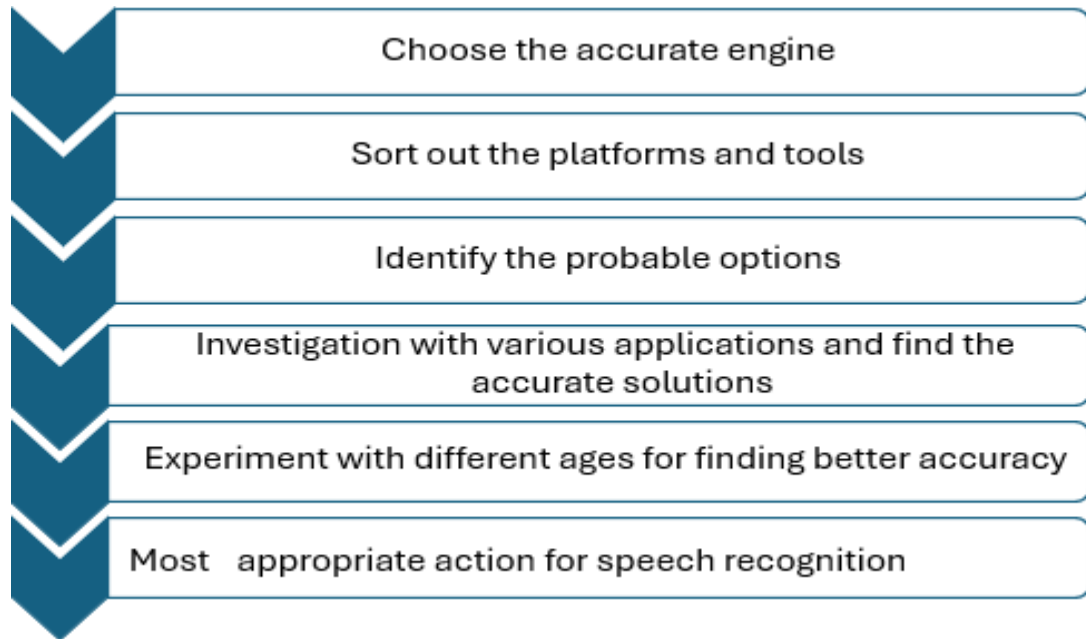 Choose the accurate engine
Sort out the platforms and tools
Identify the probable options
Investigation with various applications and find the
accurate solutions
Experiment with different ages for finding better accuracy
Most appropriate action for speech recognition